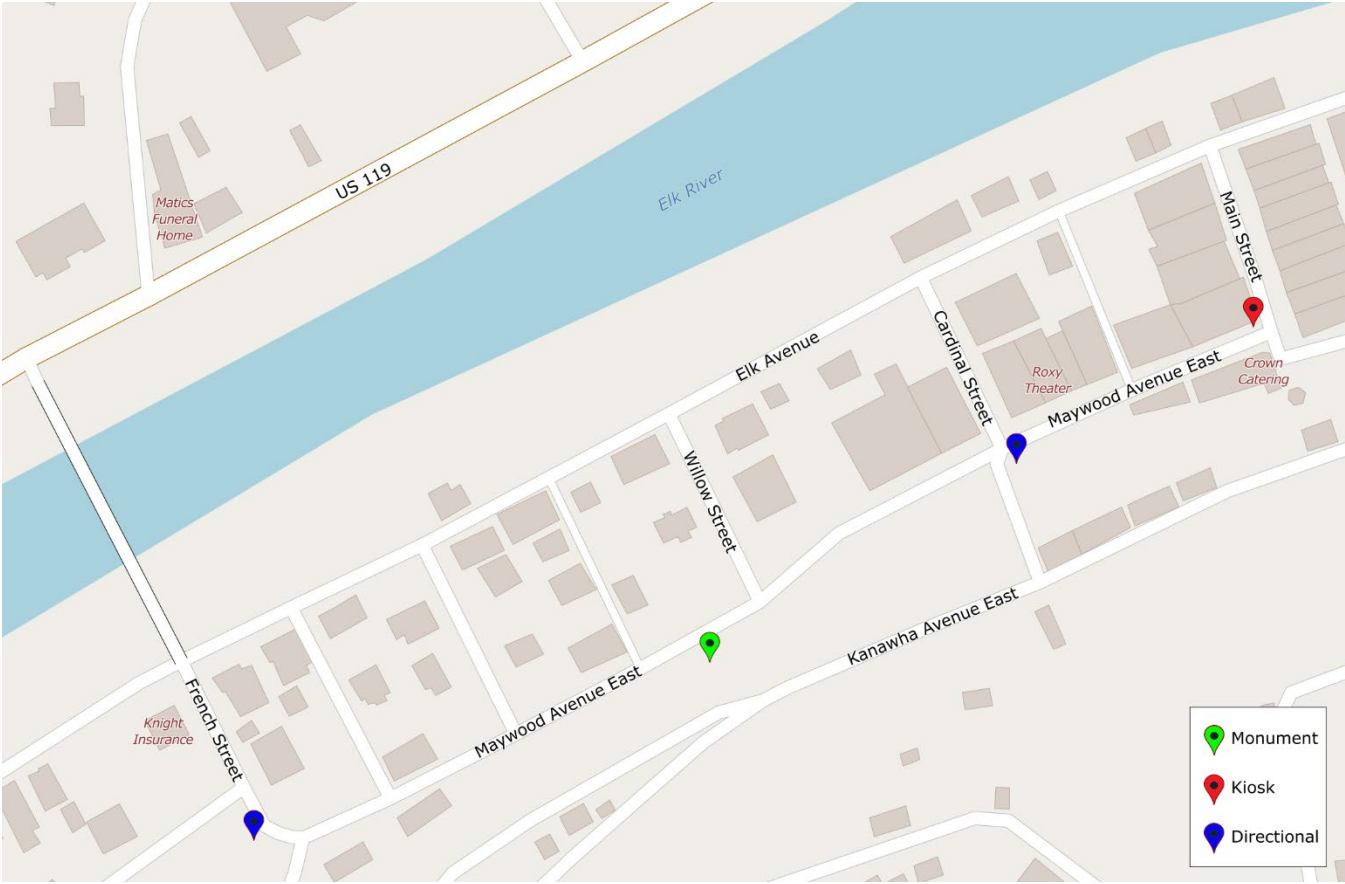 US 119
Matics
Funeral
Home
Elk River
Main Street
Elk Avenue
Cardinal Street
Roxy
Theater
Crown
Catering
Maywood Avenue East
Willow Street
Kanawha Avenue East
Maywood Avenue East
French Street
Knight
Insurance
Monument
Kiosk
Directional